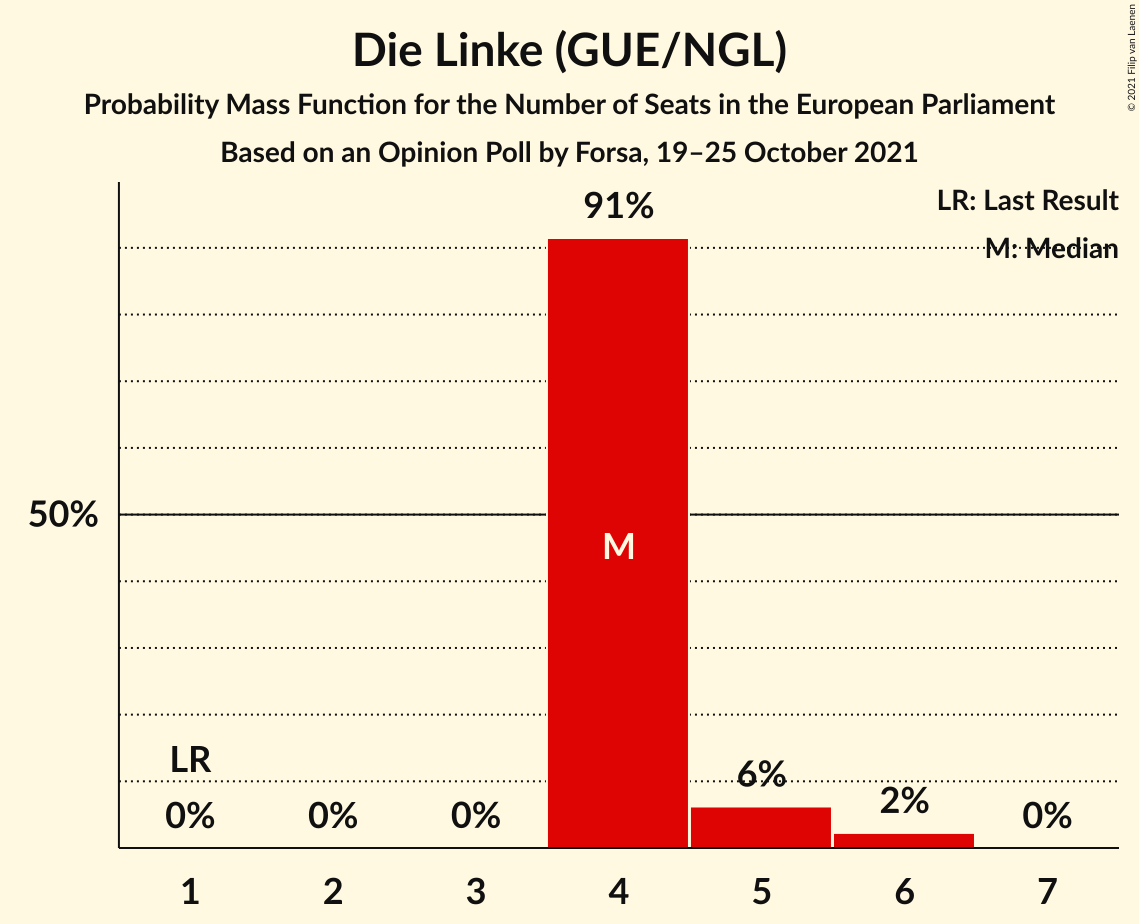 Die Linke (GUE/NGL)
Probability Mass Function for the Number of Seats in the European Parliament
Based on an Opinion Poll by Forsa, 19–25 October 2021
© 2021 Filip van Laenen
LR: Last Result
M: Median
91%
50%
M
LR
0%
0%
0%
6%
2%
0%
1
2
3
4
5
6
7